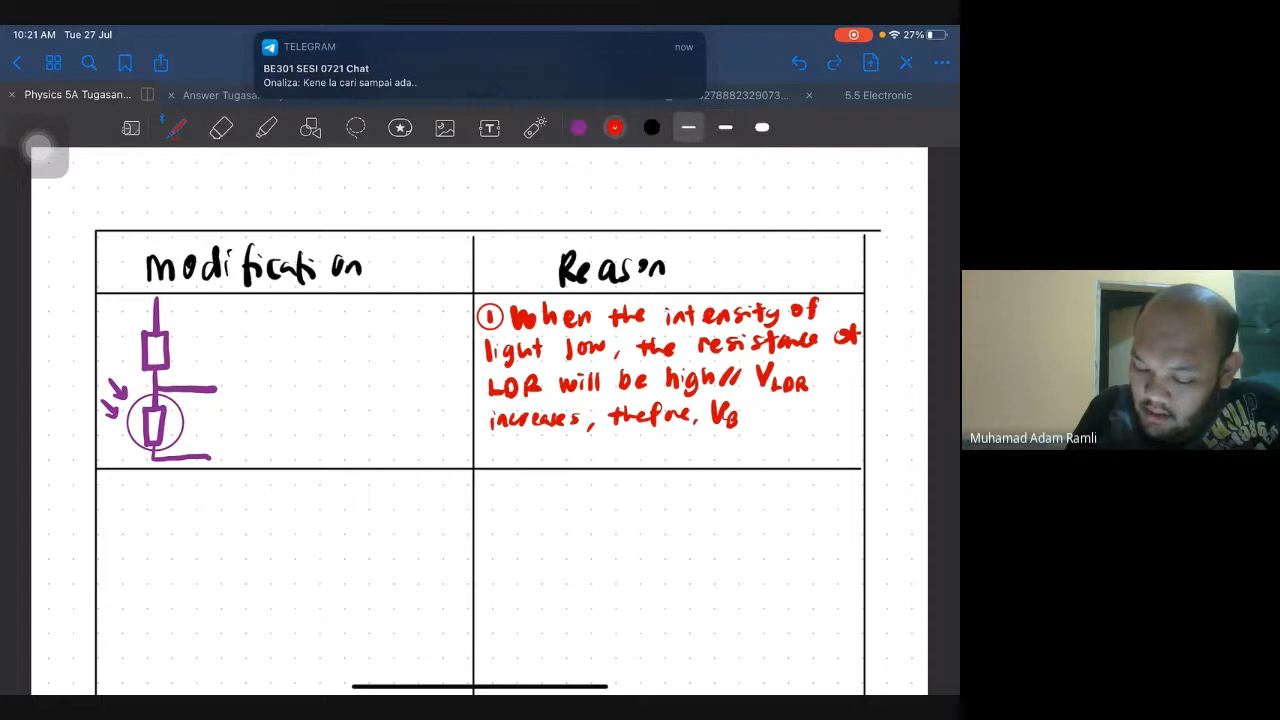 10:21 AM Tue 27 Jul
27%
TELEGRAM
now
BE301 SESI 0721 Chat
Onaliza: Kene la cari sampai ada..
Physics 5A Tugasan...
Answer Tugasa
278882329073...
5.5 Electronic
modification
Reason
① When the intensity of
light low, the resistance of
LDR will be high// VLDR
increases, thefore, VB
Muhamad Adam Ramli